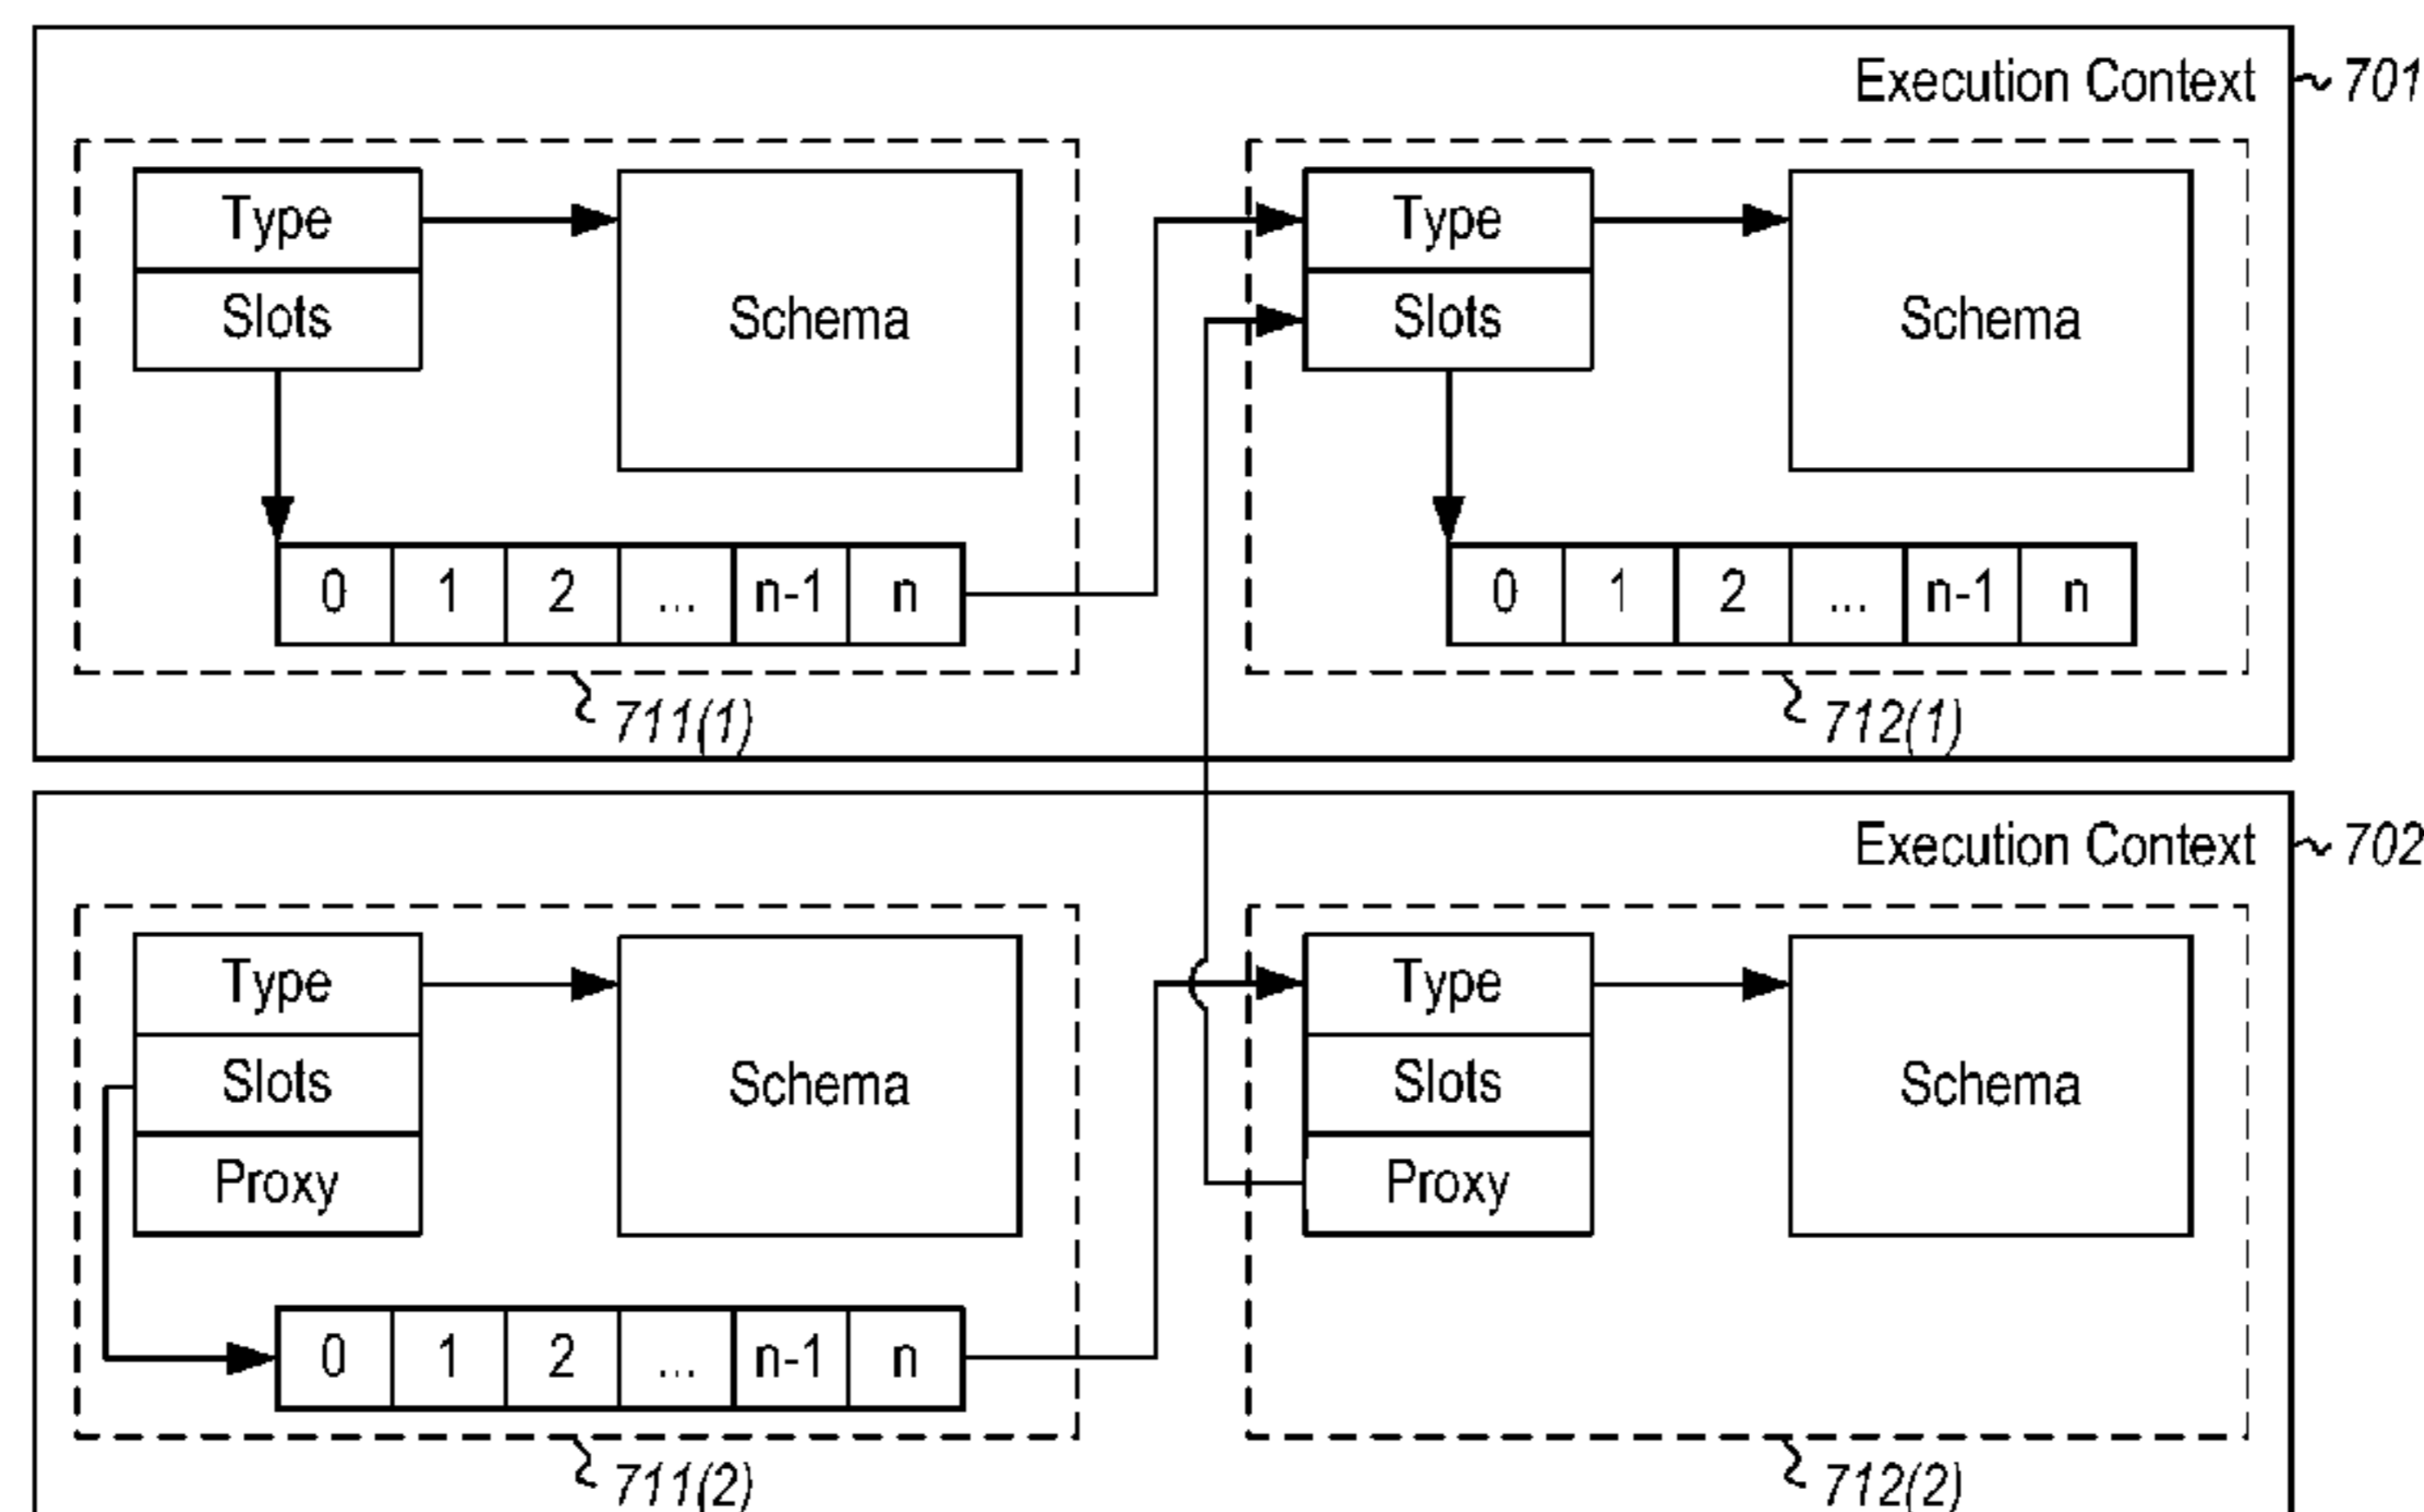 Execution Context 701
Type
Slots
Schema
0 1 2 ... n-1 n
711(1)
Type
Slots
Schema
0 1 2 ... n-1 n
712(1)
Execution Context 702
Type
Slots
Proxy
Schema
0 1 2 ... n-1 n
711(2)
Type
Slots
Proxy
Schema
712(2)